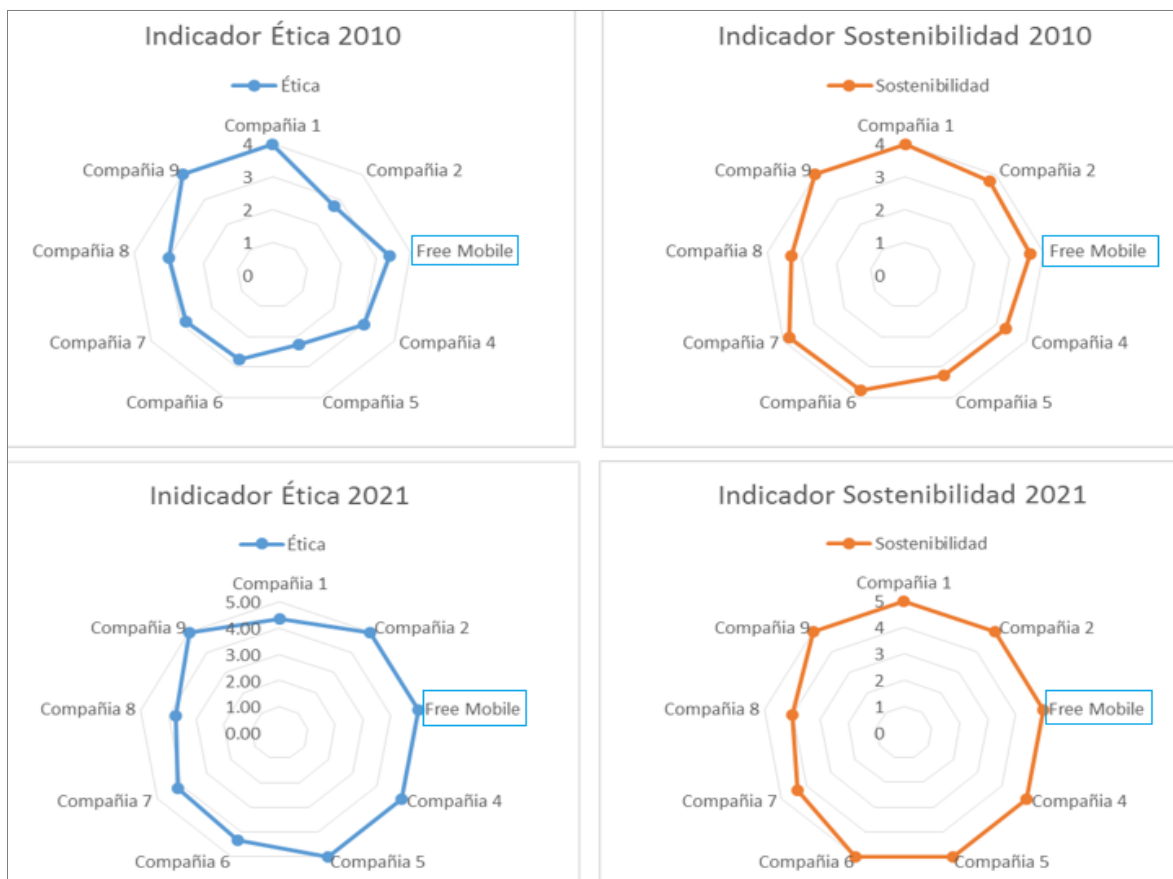 Indicador Ética 2010
Ética
Compañia 1
Compañia 2
Free Mobile
Compañia 4
Compañia 5
Compañia 6
Compañia 7
Compañia 8
Compañia 9
4
3
2
1
0
Indicador Sostenibilidad 2010
Sostenibilidad
Compañia 1
Compañia 2
Free Mobile
Compañia 4
Compañia 5
Compañia 6
Compañia 7
Compañia 8
Compañia 9
4
3
2
1
0
Inidicador Ética 2021
Ética
Compañia 1
Compañia 2
Free Mobile
Compañia 4
Compañia 5
Compañia 6
Compañia 7
Compañia 8
Compañia 9
5.00
4.00
3.00
2.00
1.00
0.00
Indicador Sostenibilidad 2021
Sostenibilidad
Compañia 1
Compañia 2
Free Mobile
Compañia 4
Compañia 5
Compañia 6
Compañia 7
Compañia 8
Compañia 9
5
4
3
2
1
0